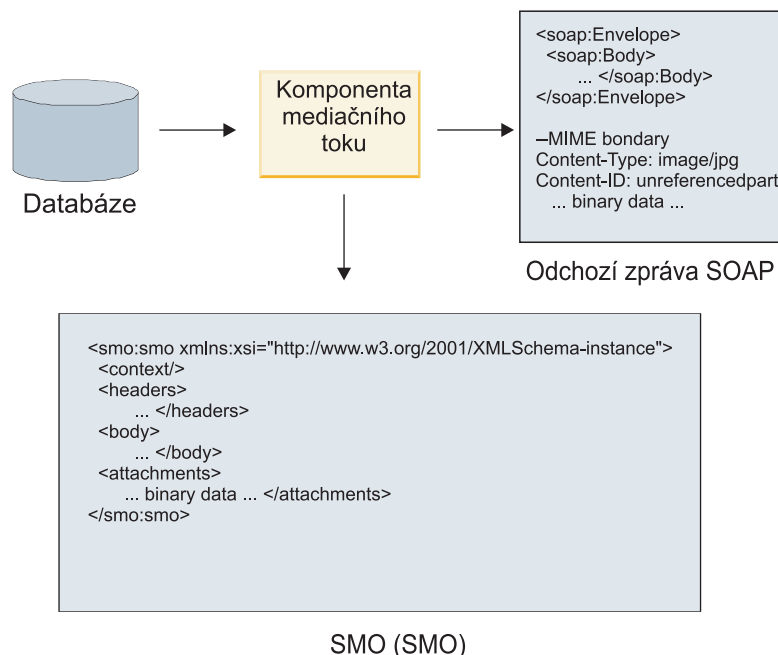 Databáze
Komponenta
mediačního
toku
<soap:Envelope>
<soap:Body>
... </soap:Body>
</soap:Envelope>
–MIME bondary
Content-Type: image/jpg
Content-ID: unreferencedpart
... binary data ...
Odchozí zpráva SOAP
<smo:smo xmlns:xsi="http://www.w3.org/2001/XMLSchema-instance">
<context/>
<headers>
... </headers>
<body>
... </body>
<attachments>
... binary data ... </attachments>
</smo:smo>
SMO (SMO)